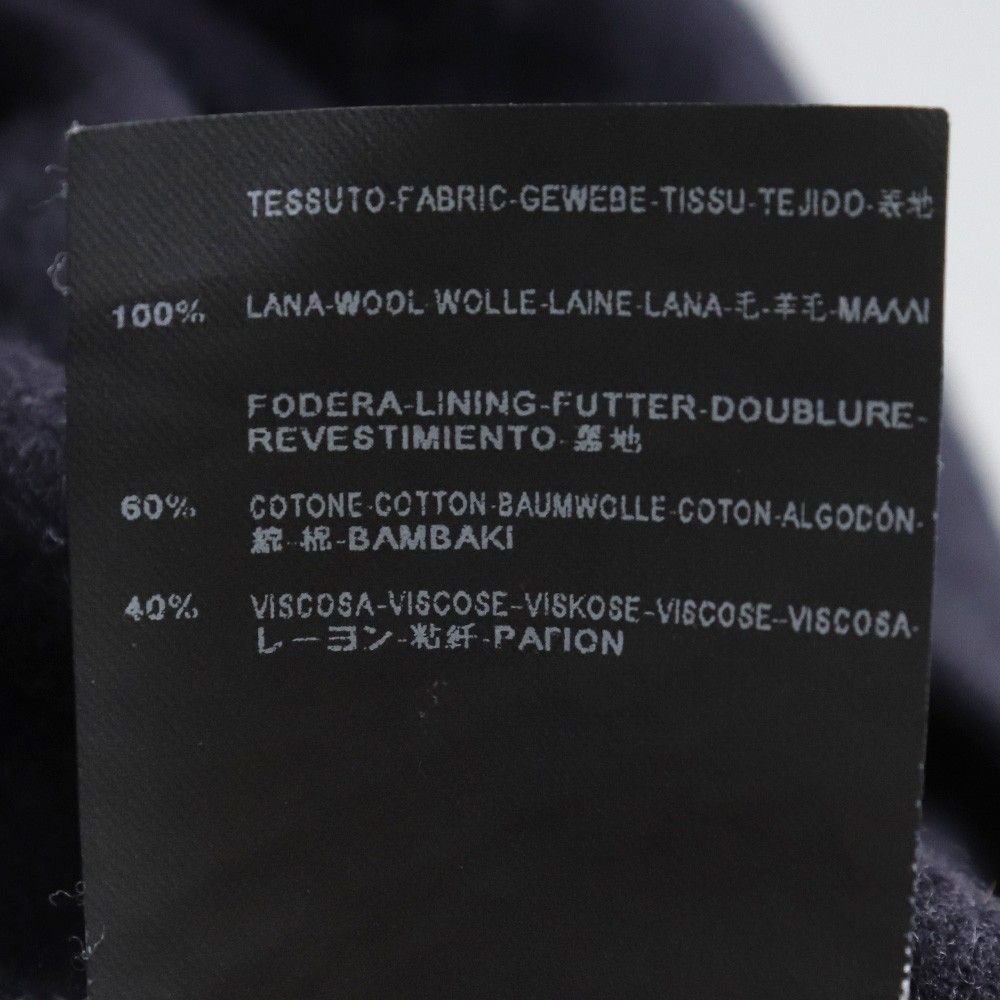 TESSUTO-FABRIC-GEWEBE-TISSU-TEJIDO-表地
100% LANA-WOOL-WOLLE-LAINE-LANA-毛-羊毛-ΜΑΛΛΙ
FODERA-LINING-FUTTER-DOUBLURE-
REVESTIMIENTO-裏地
60% COTONE-COTTON-BAUMWOLLE-COTON-ALGODÓN-
綿-棉-BAMBAKI
40% VISCOSA-VISCOSE-VISKOSE-VISCOSE-VISCOSA-
レーヨン-粘纤-ΡΑΓΙΟΝ